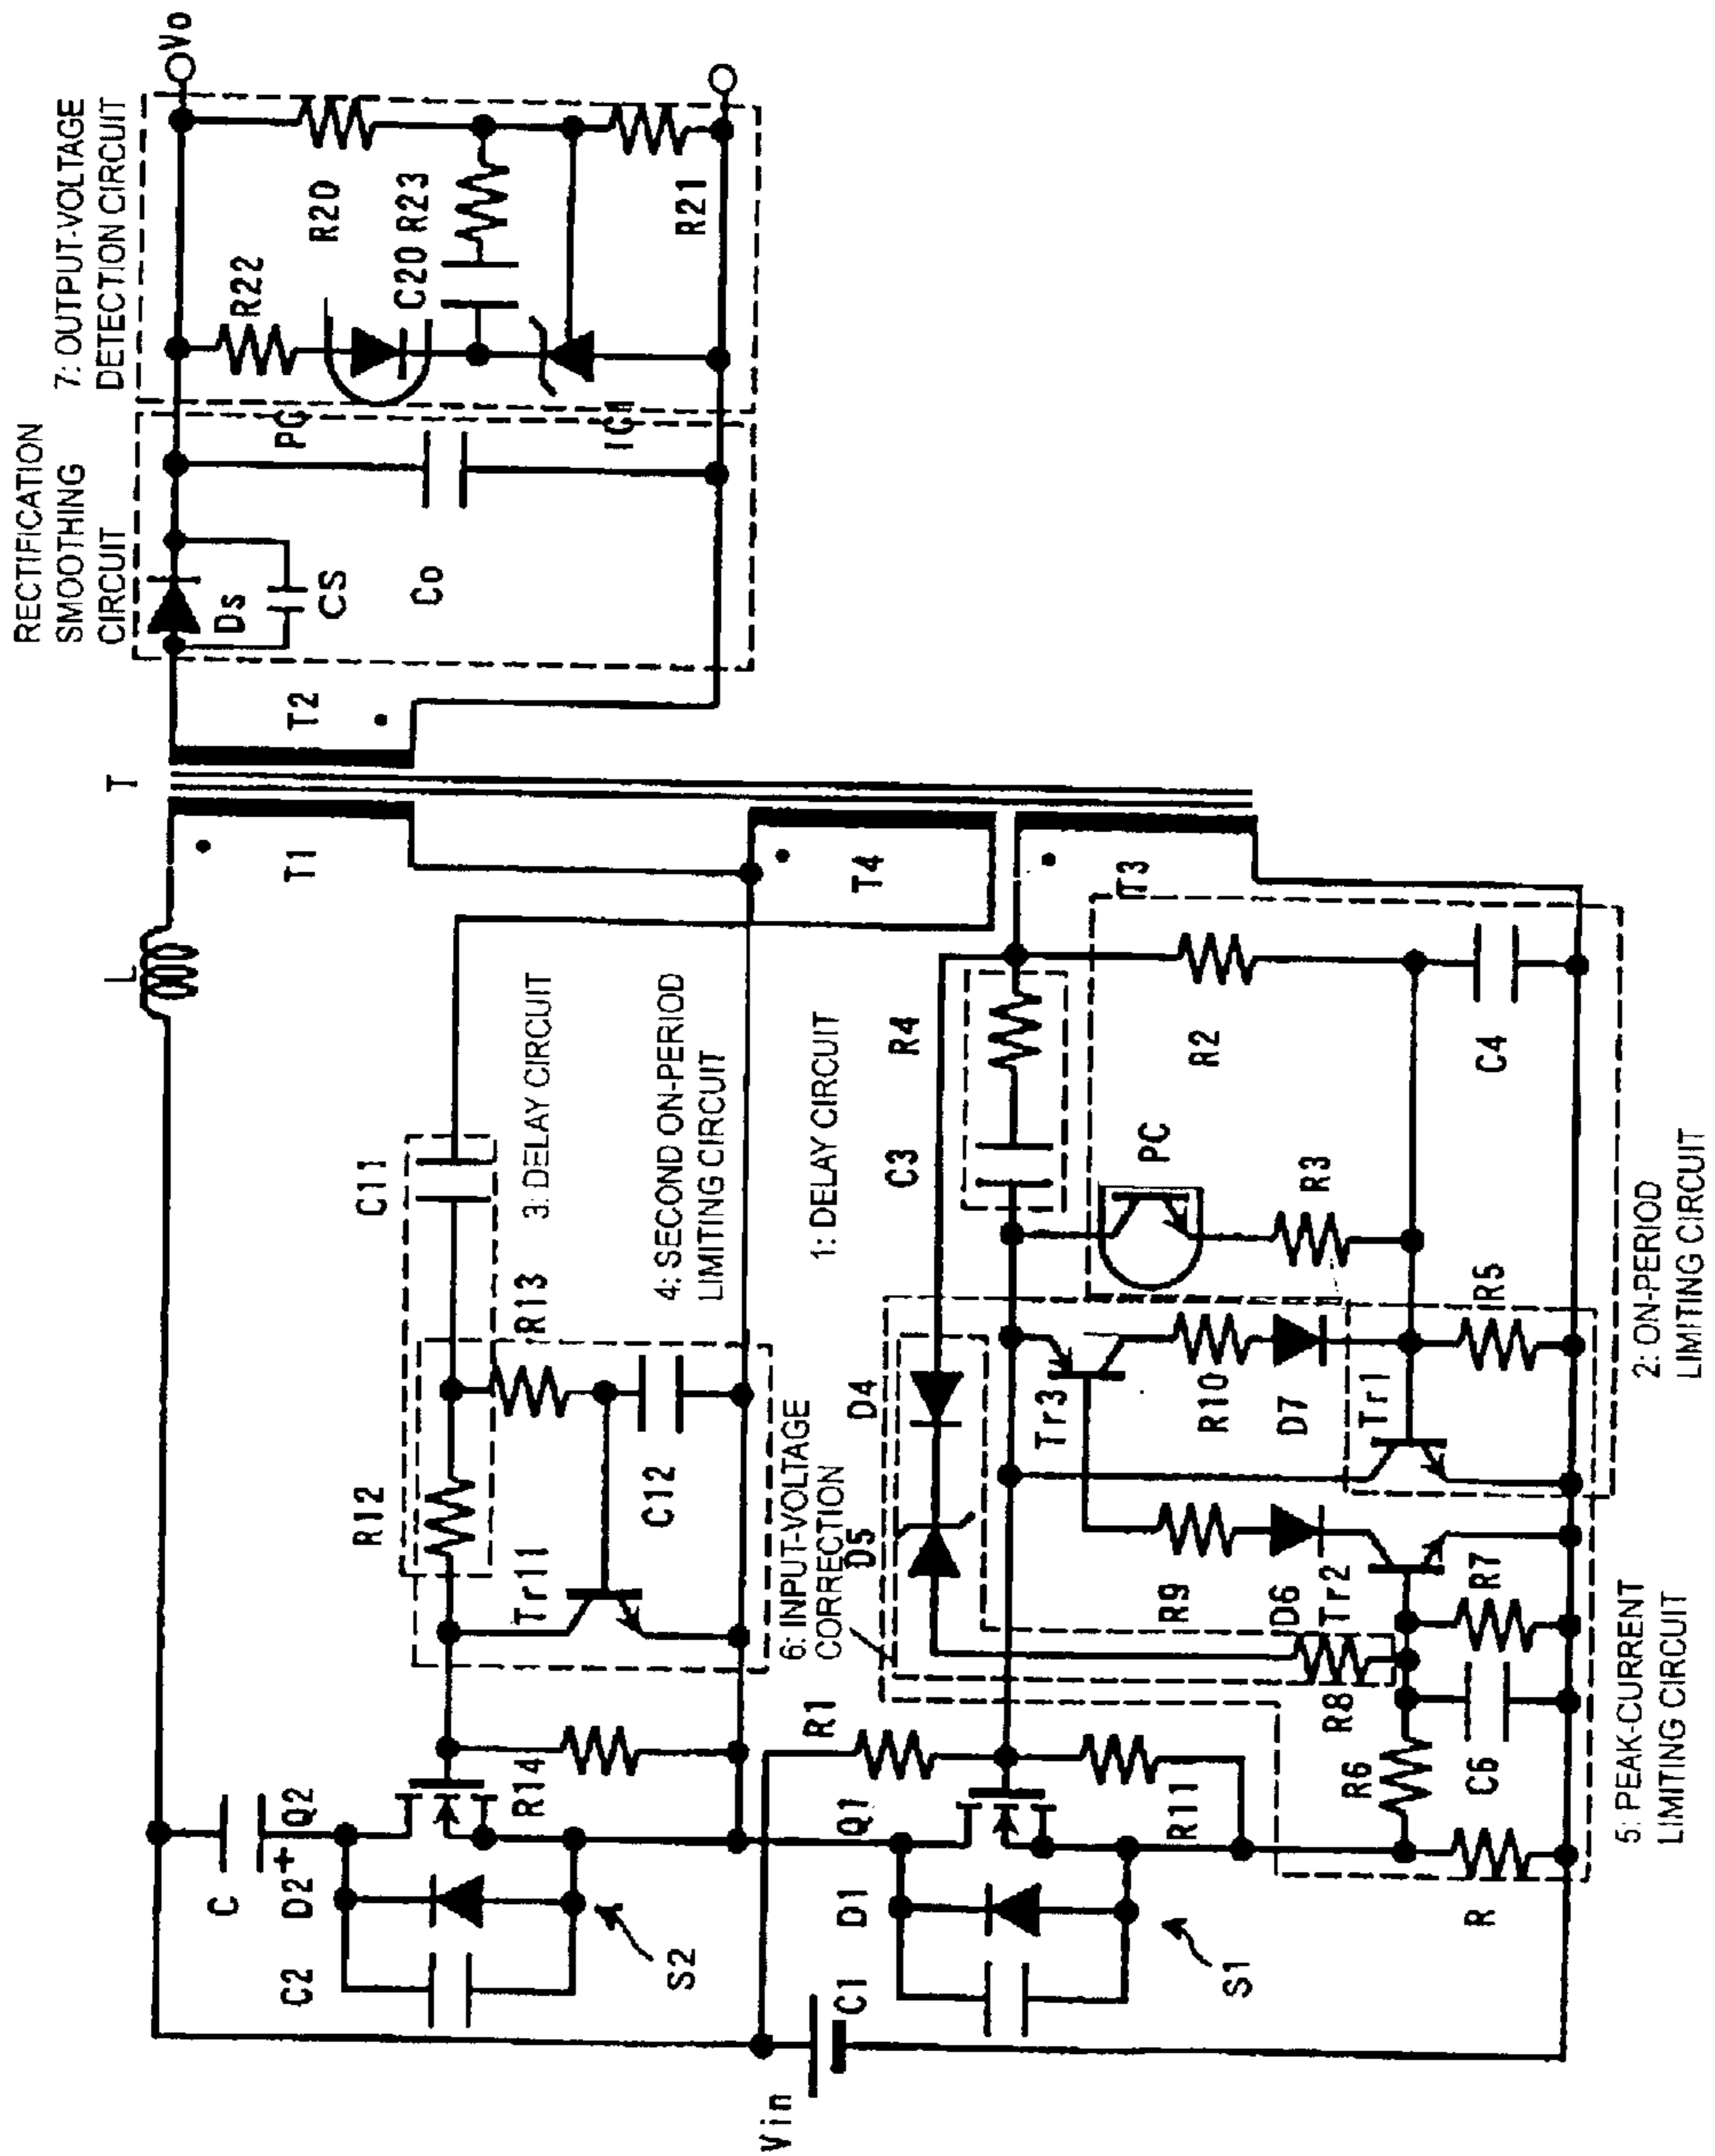 RECTIFICATION
SMOOTHING
CIRCUIT
7: OUTPUT-VOLTAGE
DETECTION CIRCUIT
Vo
Ds
CS
Co
PC
R22
R20
C20 R23
IC1
R21
T
T1
T2
L
T4
T3
C
C2
D2
+
Q2
R14
S2
R12
C11
Tr11
R13
C12
3: DELAY CIRCUIT
4: SECOND ON-PERIOD
LIMITING CIRCUIT
1: DELAY CIRCUIT
6: INPUT-VOLTAGE
CORRECTION
Vin
C1
D1
Q1
R1
R11
S1
D5
D4
C3
R4
Tr3
R10
D7
Tr1
PC
R3
R2
C4
R5
R9
D6
Tr2
R7
R8
R6
C6
R
2: ON-PERIOD
LIMITING CIRCUIT
5: PEAK-CURRENT
LIMITING CIRCUIT